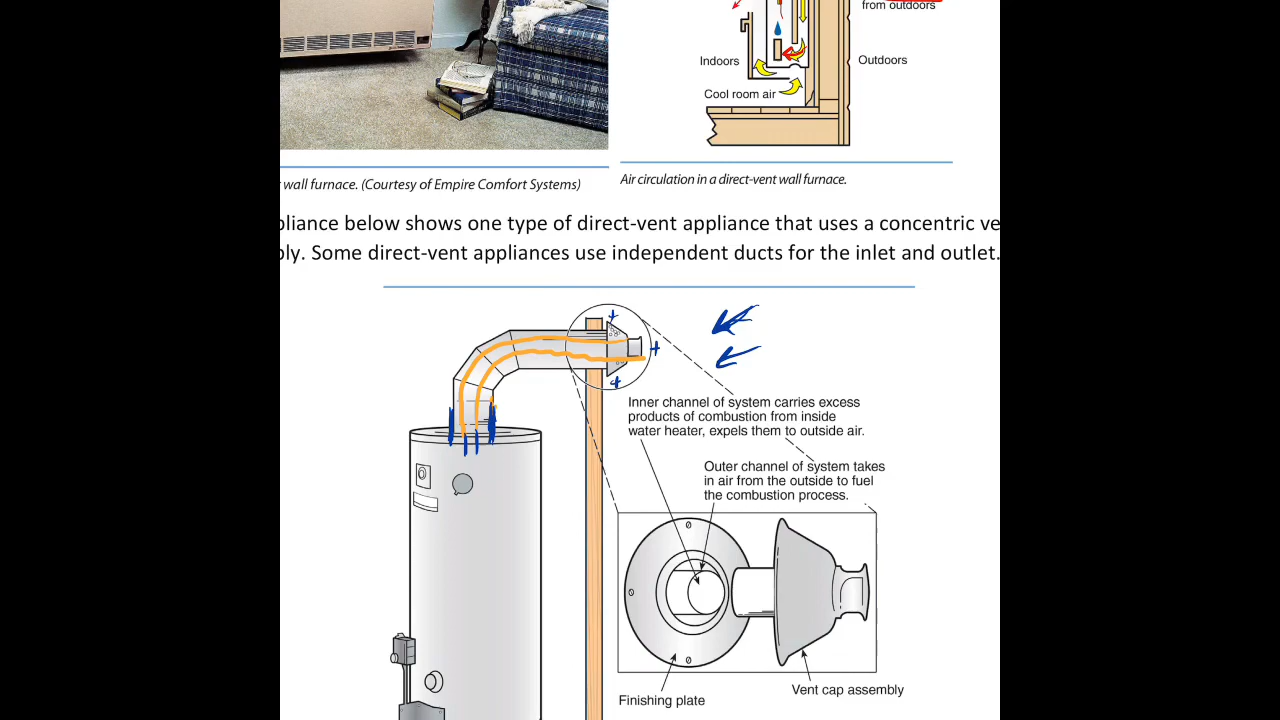 from outdoors
Indoors
Outdoors
Cool room air
wall furnace. (Courtesy of Empire Comfort Systems)
Air circulation in a direct-vent wall furnace.
pliance below shows one type of direct-vent appliance that uses a concentric ve
bly. Some direct-vent appliances use independent ducts for the inlet and outlet.
Inner channel of system carries excess
products of combustion from inside
water heater, expels them to outside air.
Outer channel of system takes
in air from the outside to fuel
the combustion process.
Finishing plate
Vent cap assembly